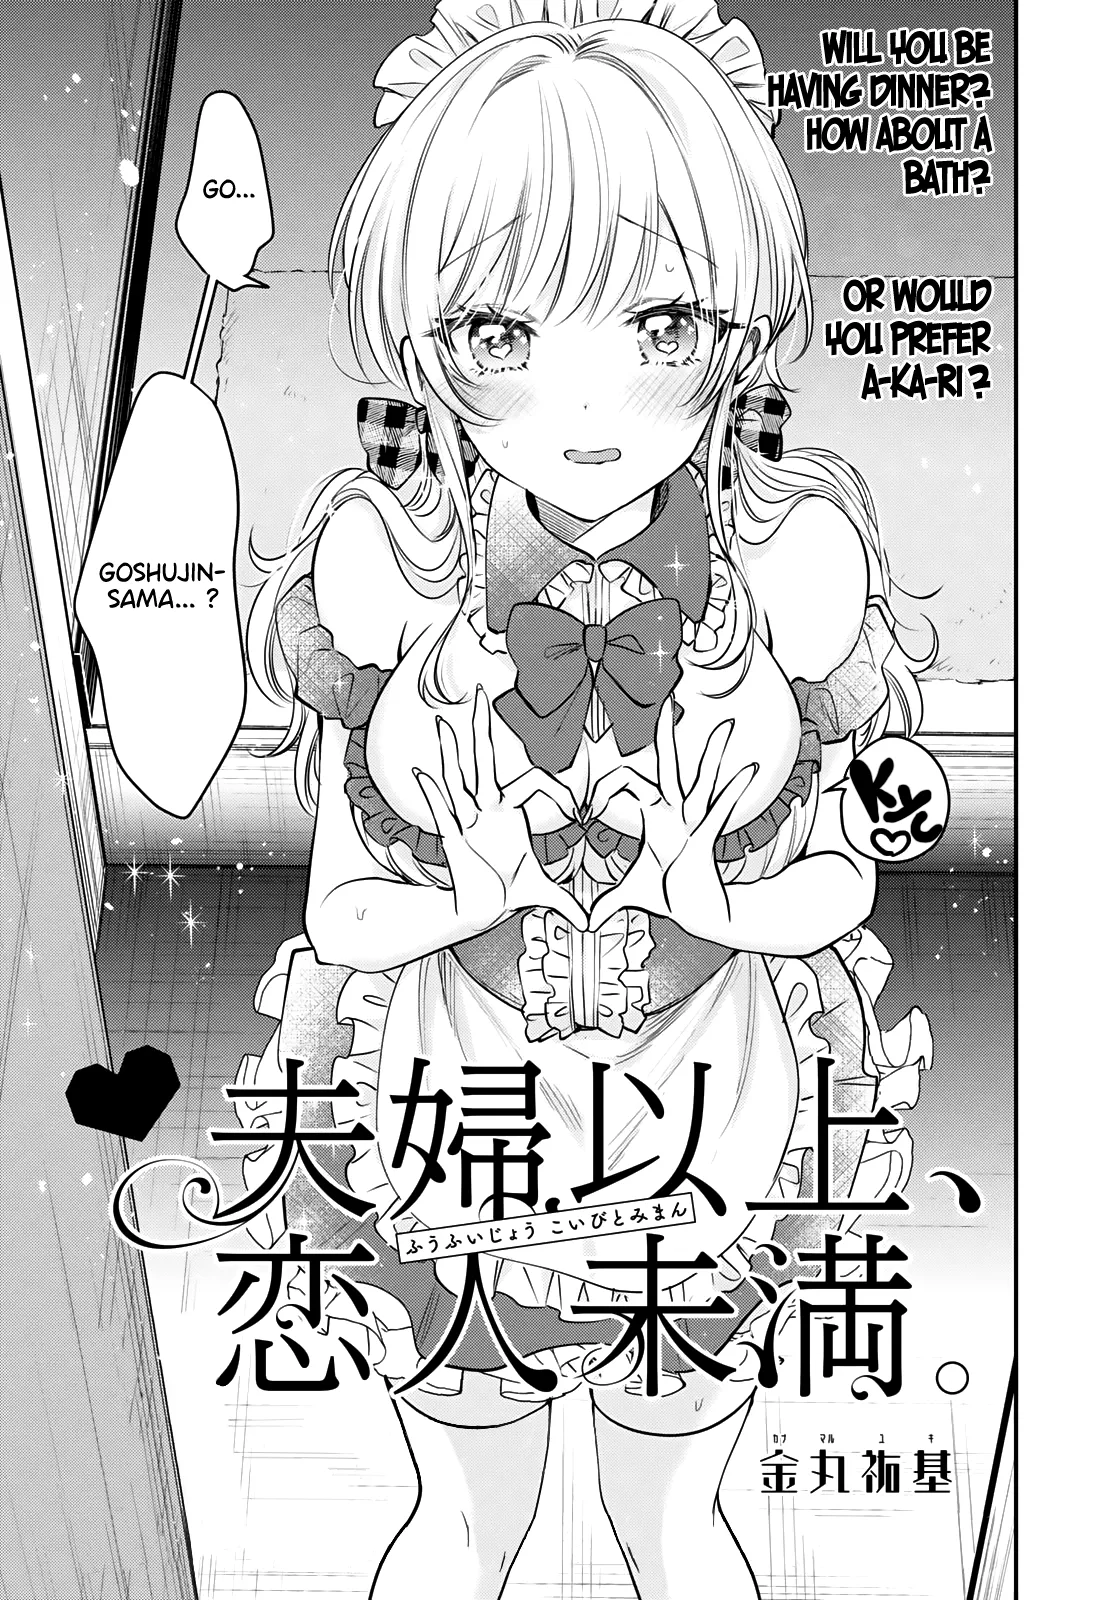 WILL YOU BE
HAVING DINNER?
HOW ABOUT A
BATH?
OR WOULD
YOU PREFER
A-KA-RI?
GO...
GOSHUJIN-
SAMA... ?
Kyu
夫婦以上、
ふうふいじょう こいびとみまん
恋人未満。
カナ マル ユ キ
金丸祐基